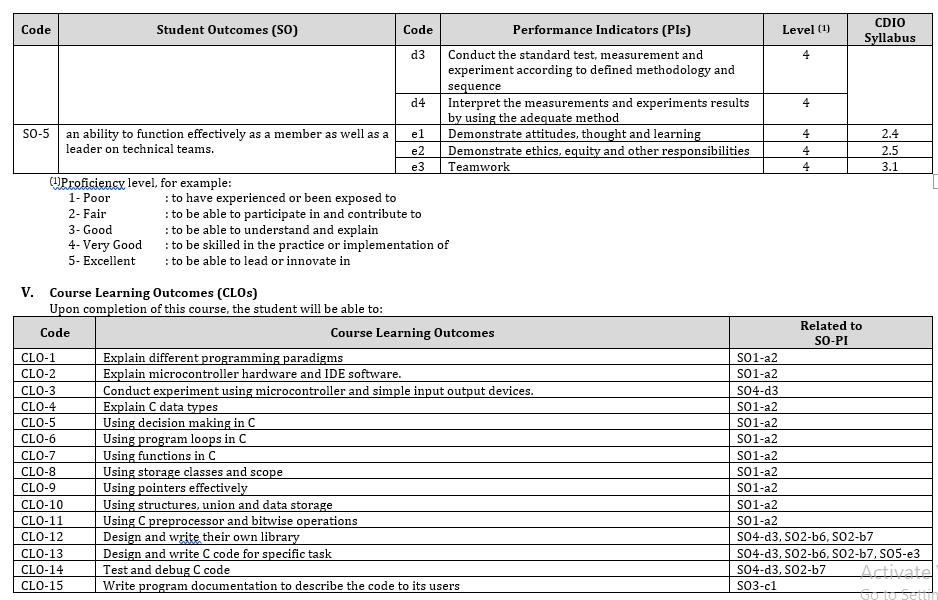 Code Student Outcomes (SO) Code Performance Indicators (PIs) Level (1) CDIO Syllabus
d3 Conduct the standard test, measurement and 4
experiment according to defined methodology and
sequence
d4 Interpret the measurements and experiments results 4
by using the adequate method
SO-5 an ability to function effectively as a member as well as a e1 Demonstrate attitudes, thought and learning 4 2.4
leader on technical teams. e2 Demonstrate ethics, equity and other responsibilities 4 2.5
e3 Teamwork 4 3.1
(1)Proficiency level, for example:
1- Poor : to have experienced or been exposed to
2- Fair : to be able to participate in and contribute to
3- Good : to be able to understand and explain
4- Very Good : to be skilled in the practice or implementation of
5- Excellent : to be able to lead or innovate in
V. Course Learning Outcomes (CLOs)
Upon completion of this course, the student will be able to:
Code Course Learning Outcomes Related to SO-PI
CLO-1 Explain different programming paradigms SO1-a2
CLO-2 Explain microcontroller hardware and IDE software. SO1-a2
CLO-3 Conduct experiment using microcontroller and simple input output devices. SO4-d3
CLO-4 Explain C data types SO1-a2
CLO-5 Using decision making in C SO1-a2
CLO-6 Using program loops in C SO1-a2
CLO-7 Using functions in C SO1-a2
CLO-8 Using storage classes and scope SO1-a2
CLO-9 Using pointers effectively SO1-a2
CLO-10 Using structures, union and data storage SO1-a2
CLO-11 Using C preprocessor and bitwise operations SO1-a2
CLO-12 Design and write their own library SO4-d3, SO2-b6, SO2-b7
CLO-13 Design and write C code for specific task SO4-d3, SO2-b6, SO2-b7, SO5-e3
CLO-14 Test and debug C code SO4-d3, SO2-b7
CLO-15 Write program documentation to describe the code to its users SO3-c1
Activate
Go to Settin